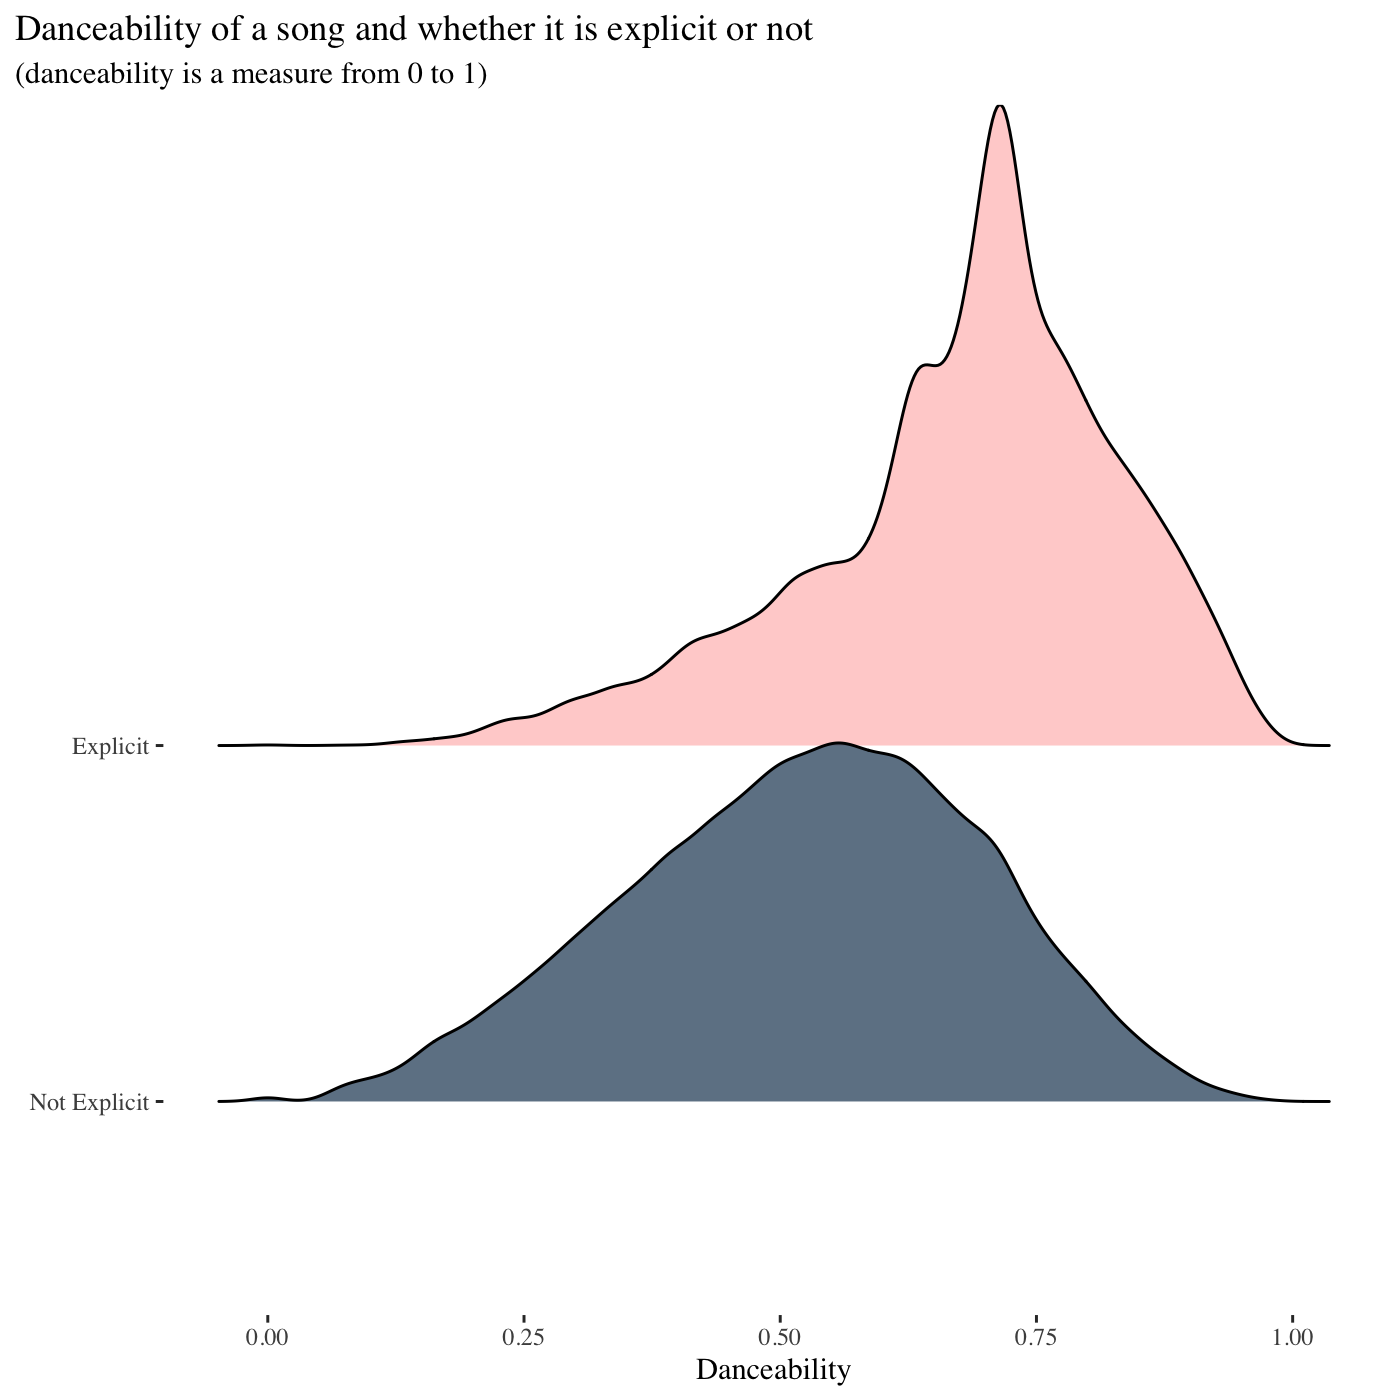 Danceability of a song and whether it is explicit or not
(danceability is a measure from 0 to 1)
Explicit
Not Explicit
0.00 0.25 0.50 0.75 1.00
Danceability